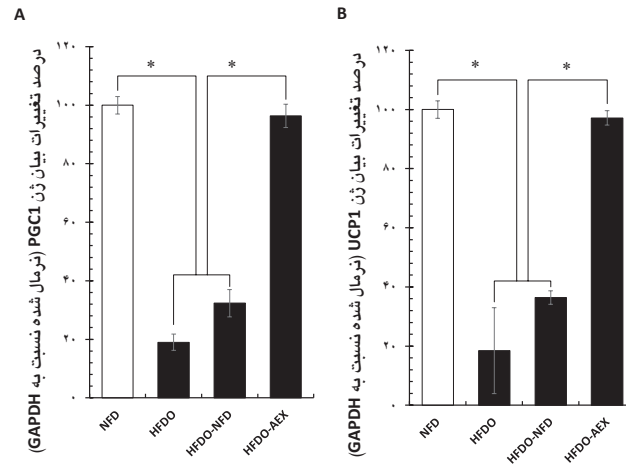 A
درصد تغییرات بیان ژن PGC1 (نرمال شده نسبت به GAPDH)
۱۲۰
۱۰۰
۸۰
۶۰
۴۰
۲۰
۰
* *
NFD
HFDO
HFDO-NFD
HFDO-AEX
B
درصد تغییرات بیان ژن UCP1 (نرمال شده نسبت به GAPDH)
۱۲۰
۱۰۰
۸۰
۶۰
۴۰
۲۰
۰
* *
NFD
HFDO
HFDO-NFD
HFDO-AEX